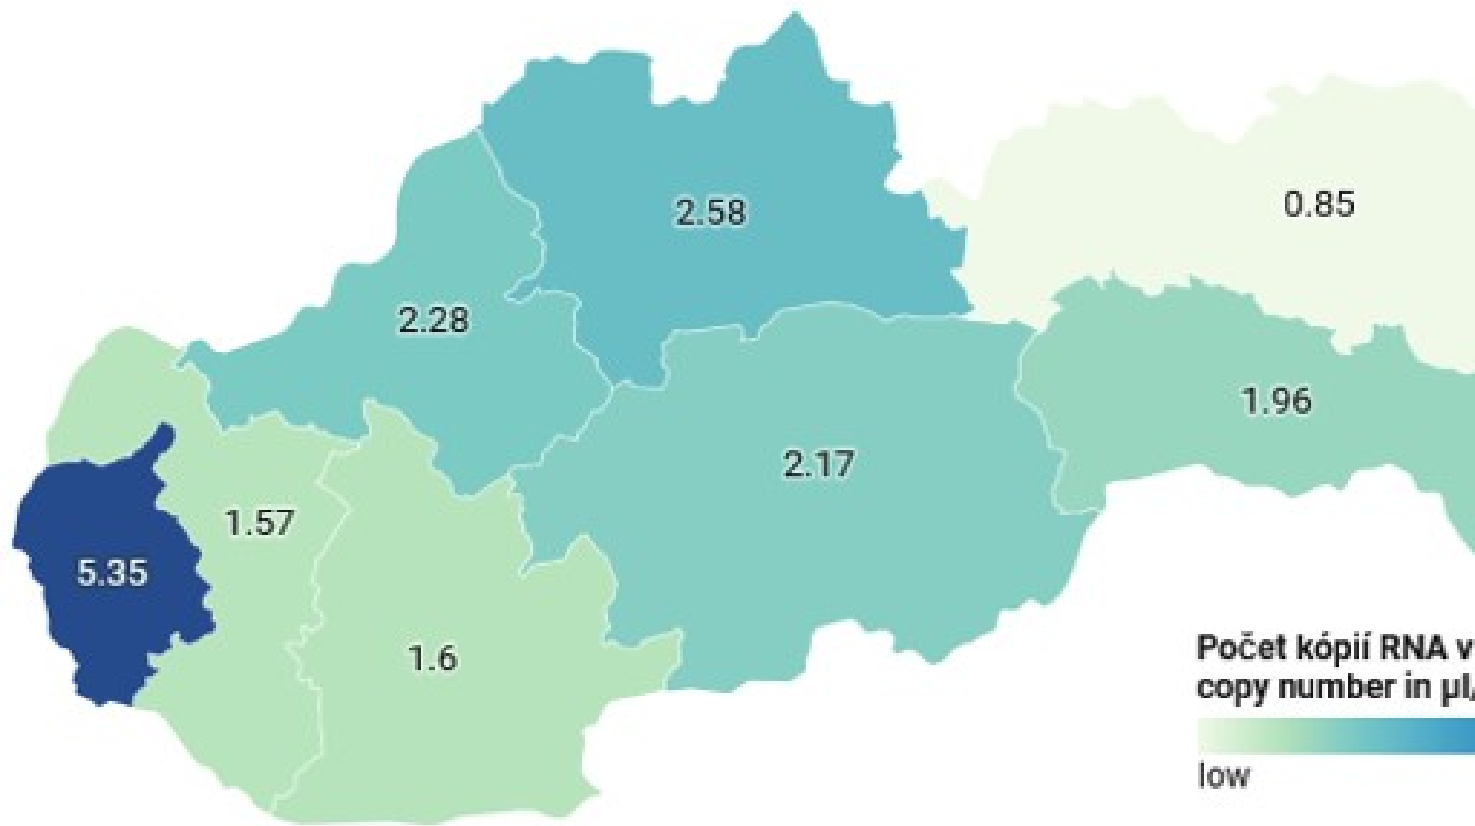 2.58
0.85
2.28
1.96
2.17
1.57
5.35
1.6
Počet kópií RNA v
copy number in µl/
low